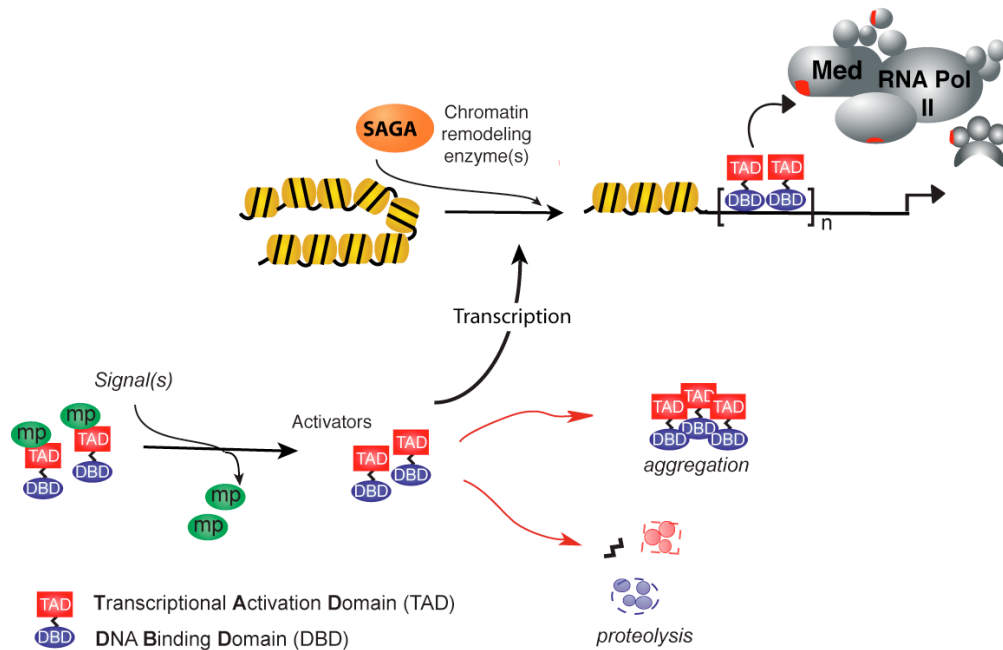 Med
RNA Pol
II
SAGA
Chromatin
remodeling
enzyme(s)
TAD
TAD
DBD
DBD
n
Transcription
Signal(s)
mp
mp
TAD
TAD
DBD
DBD
mp
mp
Activators
TAD
TAD
DBD
DBD
TAD
TAD
TAD
DBD
DBD
DBD
aggregation
proteolysis
TAD
Transcriptional Activation Domain (TAD)
DBD
DNA Binding Domain (DBD)